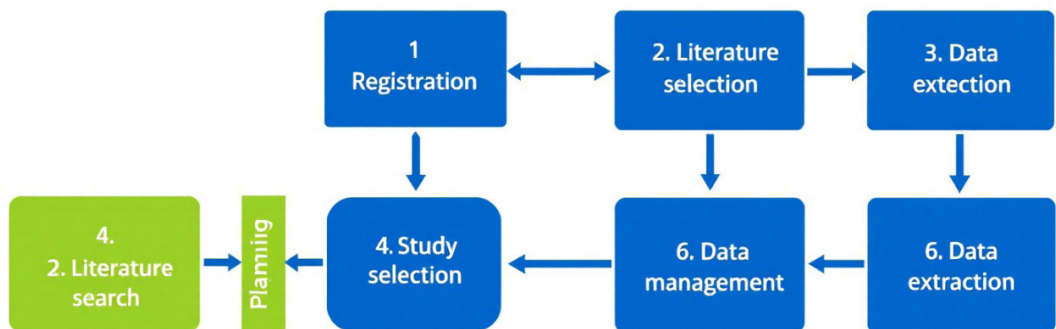 1
Registration
2. Literature
selection
3. Data
extection
4.
2. Literature
search
Plamiig
4. Study
selection
6. Data
management
6. Data
extraction